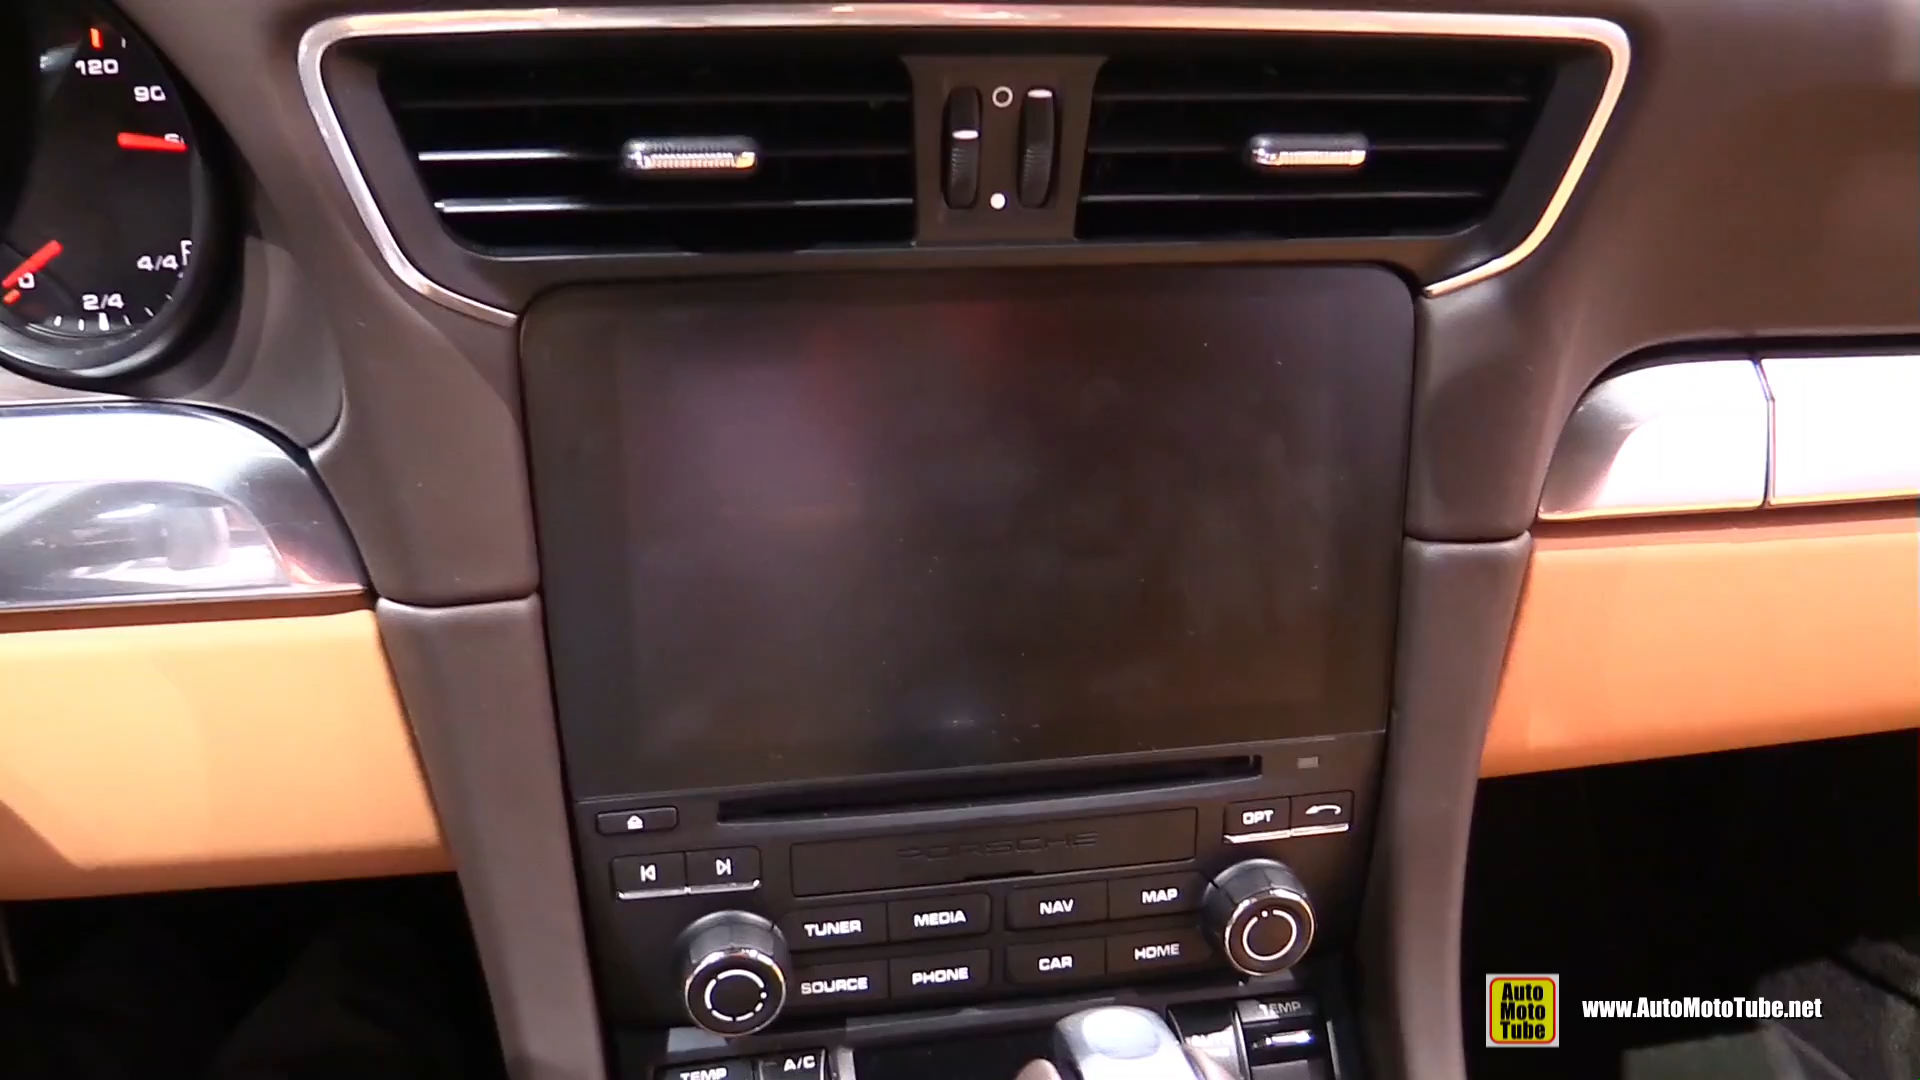 120
90
4/4
0
2/4
PORSCHE
OPT
TUNER
MEDIA
NAV
MAP
SOURCE
PHONE
CAR
HOME
TEMP
A/C
TEMP
Auto
Moto
Tube
www.AutoMotoTube.net